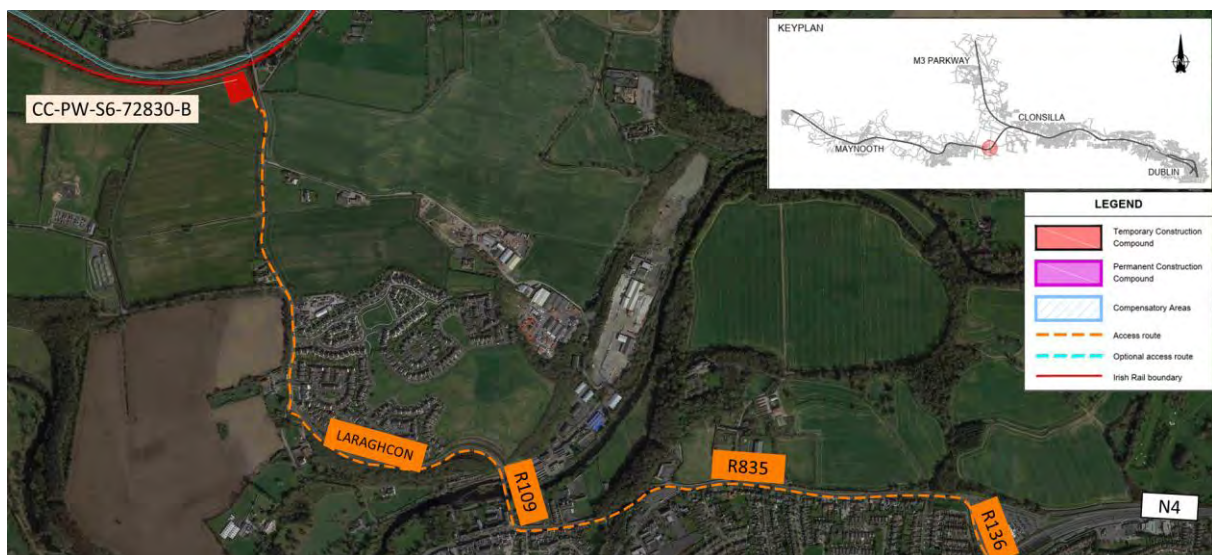 KEYPLAN
M3 PARKWAY
CLONSILLA
MAYNOOTH
DUBLIN
CC-PW-S6-72830-B
LEGEND
Temporary Construction
Compound
Permanent Construction
Compound
Compensatory Areas
Access route
Optional access route
Irish Rail boundary
LARAGHCON
R109
R835
R136
N4